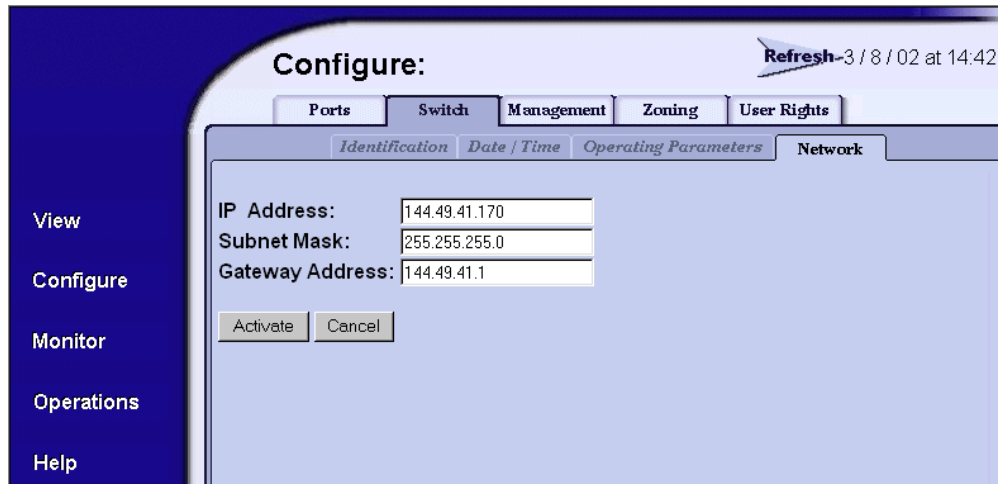 Configure:
Refresh-3 / 8 / 02 at 14:42
Ports Switch Management Zoning User Rights
Identification Date / Time Operating Parameters Network
View
Configure
Monitor
Operations
Help
IP Address: 144.49.41.170
Subnet Mask: 255.255.255.0
Gateway Address: 144.49.41.1
Activate Cancel